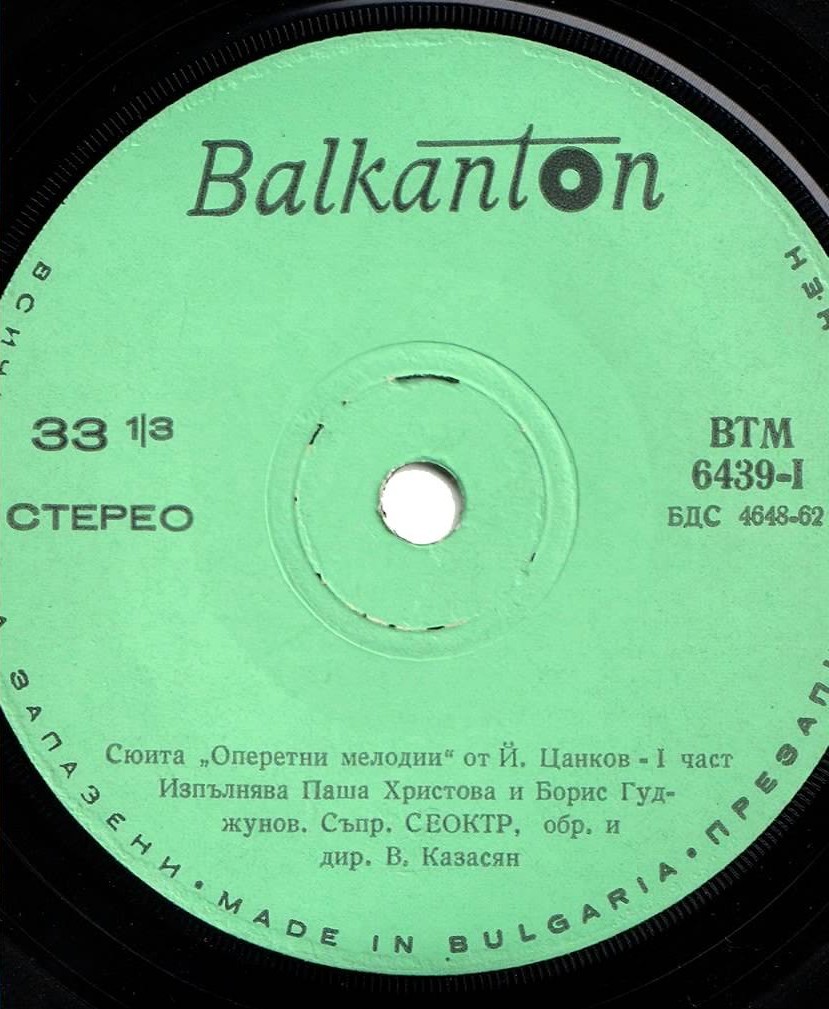 Balkanton
33 1/3
СТЕРЕО
ВТМ
6439-I
БДС 4648-62
Сюита „Оперетни мелодии“ от Й. Цанков - I част
Изпълнява Паша Христова и Борис Гуд-
жунов. Съпр. СЕОКТР, обр. и
дир. В. Казасян
ЗАПАЗЕНИ • MADE IN BULGARIA •